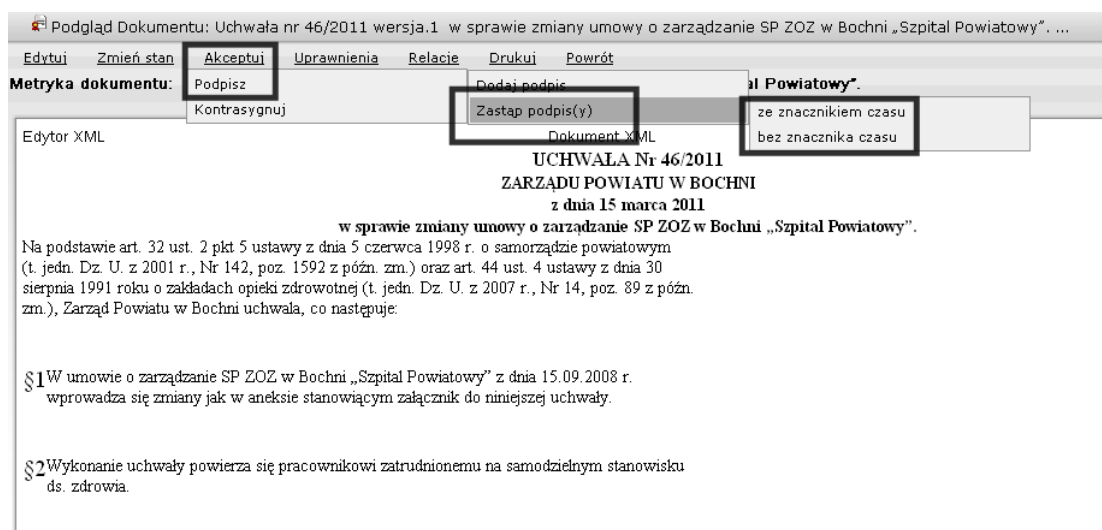 Podgląd Dokumentu: Uchwała nr 46/2011 wersja.1 w sprawie zmiany umowy o zarządzanie SP ZOZ w Bochni „Szpital Powiatowy”. ...
Edytuj Zmień stan Akceptuj Uprawnienia Relacje Drukuj Powrót
Metryka dokumentu: Podpisz Dodaj podpis al Powiatowy”.
Kontrasygnuj Zastąp podpis(y) ze znacznikiem czasu
Edytor XML Dokument XML bez znacznika czasu
UCHWAŁA Nr 46/2011
ZARZĄDU POWIATU W BOCHNI
z dnia 15 marca 2011
w sprawie zmiany umowy o zarządzanie SP ZOZ w Bochni „Szpital Powiatowy”.
Na podstawie art. 32 ust. 2 pkt 5 ustawy z dnia 5 czerwca 1998 r. o samorządzie powiatowym
(t. jedn. Dz. U. z 2001 r., Nr 142, poz. 1592 z późn. zm.) oraz art. 44 ust. 4 ustawy z dnia 30
sierpnia 1991 roku o zakładach opieki zdrowotnej (t. jedn. Dz. U. z 2007 r., Nr 14, poz. 89 z późn.
zm.), Zarząd Powiatu w Bochni uchwala, co następuje:
§1 W umowie o zarządzanie SP ZOZ w Bochni „Szpital Powiatowy” z dnia 15.09.2008 r.
wprowadza się zmiany jak w aneksie stanowiącym załącznik do niniejszej uchwały.
§2 Wykonanie uchwały powierza się pracownikowi zatrudnionemu na samodzielnym stanowisku
ds. zdrowia.